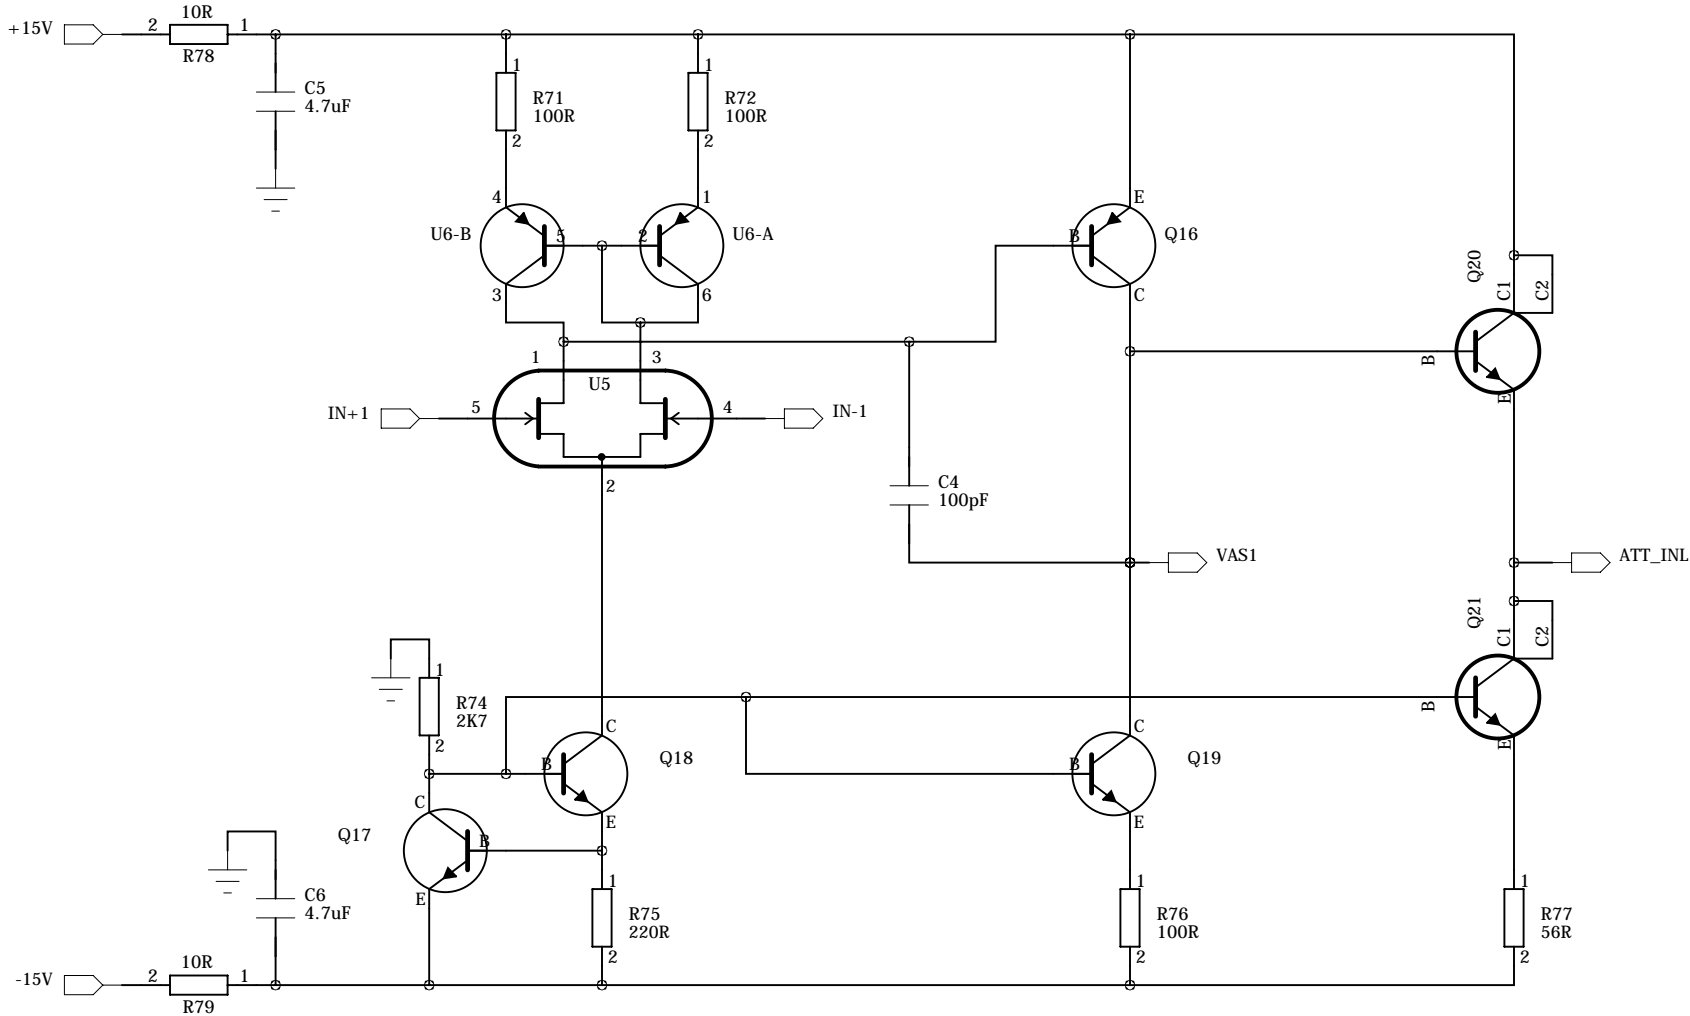 10R
+15V
2
1
R78
C5
4.7uF
1
R71
100R
2
1
R72
100R
2
4
U6-B
5
3
1
2
U6-A
6
E
B
Q16
C
Q20
C1
C2
B
E
1
3
U5
IN+1
5
4
IN-1
2
C4
100pF
VAS1
ATT_INL
Q21
C1
C2
B
E
1
R74
2K7
2
C
B
Q18
E
C
B
Q19
E
C
Q17
B
E
C6
4.7uF
1
R75
220R
2
1
R76
100R
2
1
R77
56R
2
10R
-15V
2
1
R79